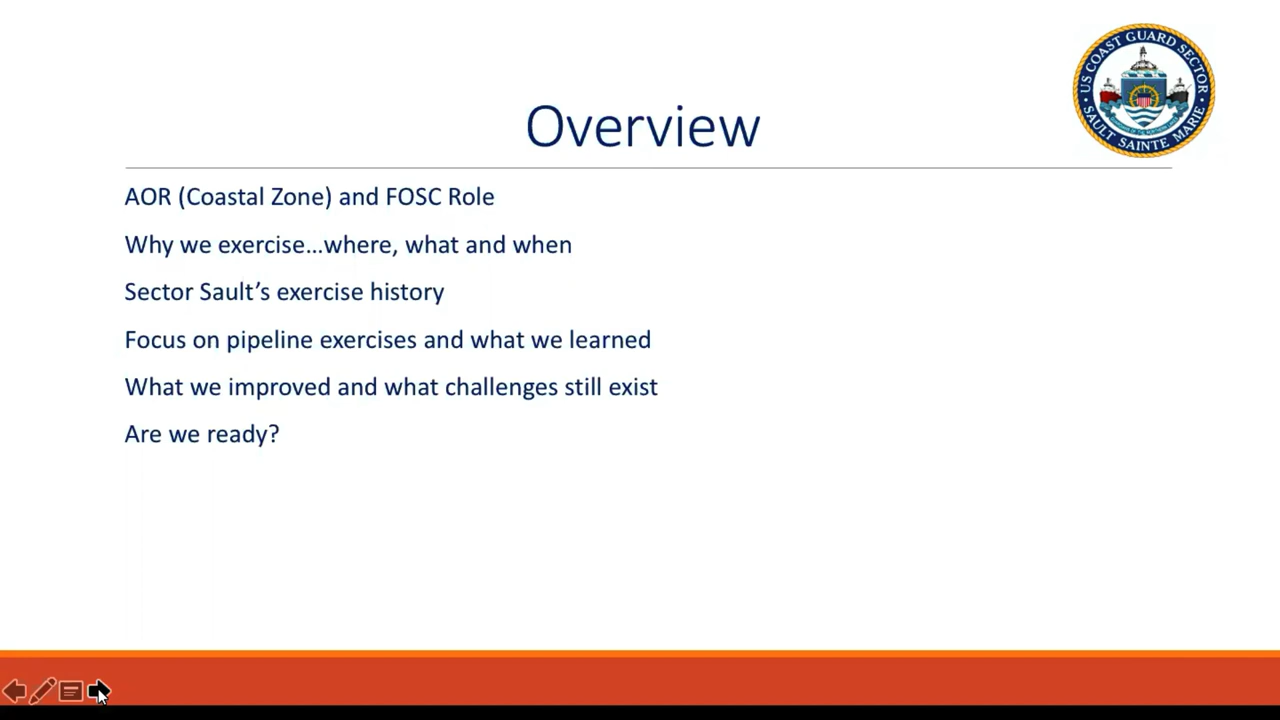 US COAST GUARD SECTOR
SAULT SAINTE MARIE
Overview
AOR (Coastal Zone) and FOSC Role
Why we exercise...where, what and when
Sector Sault’s exercise history
Focus on pipeline exercises and what we learned
What we improved and what challenges still exist
Are we ready?